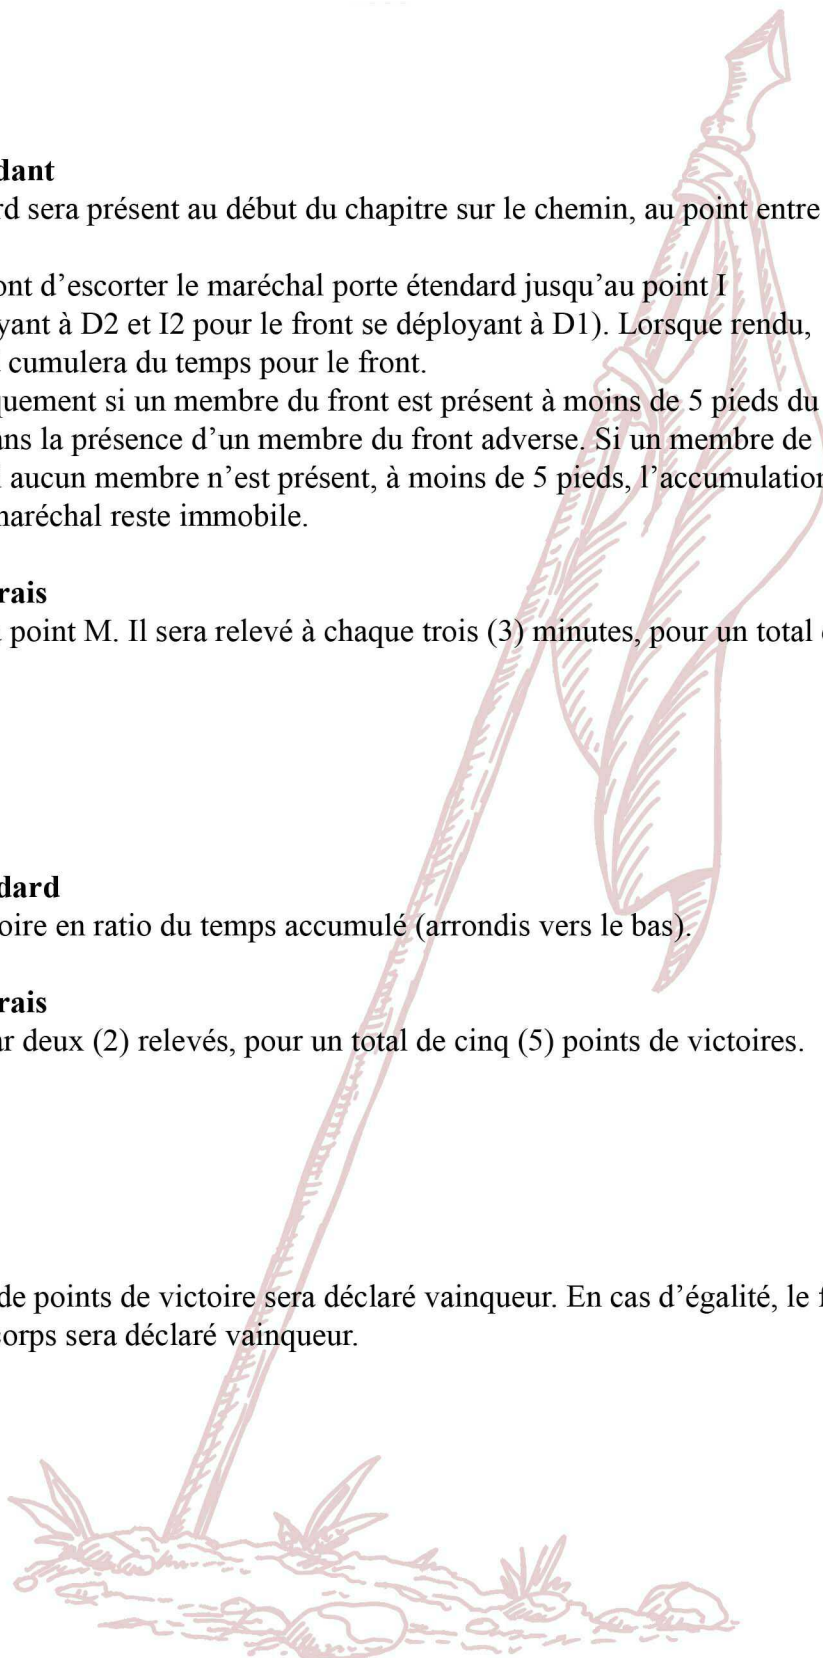 dant
rd sera présent au début du chapitre sur le chemin, au point entre
ont d’escorter le maréchal porte étendard jusqu’au point I
yant à D2 et I2 pour le front se déployant à D1). Lorsque rendu,
cumulera du temps pour le front.
quement si un membre du front est présent à moins de 5 pieds du
ans la présence d’un membre du front adverse. Si un membre de
aucun membre n’est présent, à moins de 5 pieds, l’accumulation
maréchal reste immobile.
rais
point M. Il sera relevé à chaque trois (3) minutes, pour un total
dard
oire en ratio du temps accumulé (arrondis vers le bas).
rais
ar deux (2) relevés, pour un total de cinq (5) points de victoires.
de points de victoire sera déclaré vainqueur. En cas d’égalité, le
corps sera déclaré vainqueur.